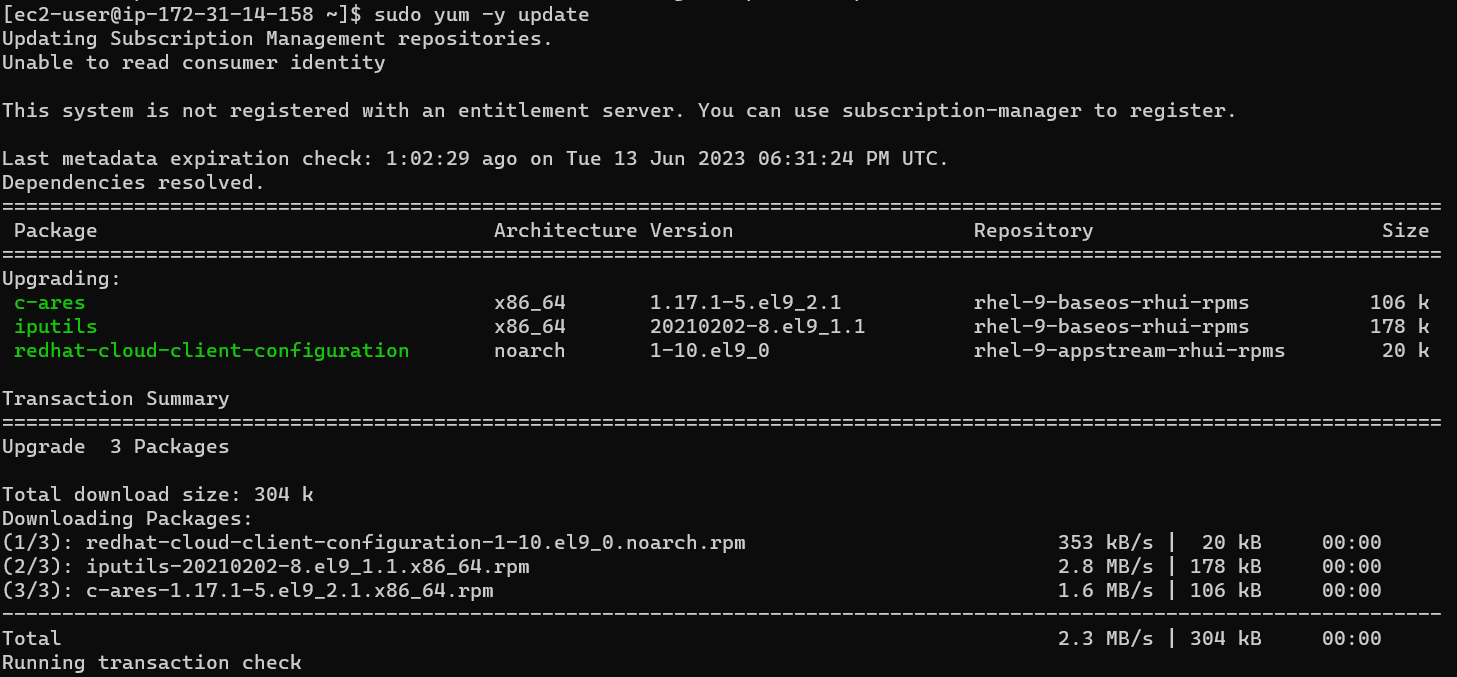 [ec2-user@ip-172-31-14-158 ~]$ sudo yum -y update
Updating Subscription Management repositories.
Unable to read consumer identity
This system is not registered with an entitlement server. You can use subscription-manager to register.
Last metadata expiration check: 1:02:29 ago on Tue 13 Jun 2023 06:31:24 PM UTC.
Dependencies resolved.
========================================================================================================================
Package Architecture Version Repository Size
========================================================================================================================
Upgrading:
c-ares x86_64 1.17.1-5.el9_2.1 rhel-9-baseos-rhui-rpms 106 k
iputils x86_64 20210202-8.el9_1.1 rhel-9-baseos-rhui-rpms 178 k
redhat-cloud-client-configuration noarch 1-10.el9_0 rhel-9-appstream-rhui-rpms 20 k
Transaction Summary
========================================================================================================================
Upgrade  3 Packages
Total download size: 304 k
Downloading Packages:
(1/3): redhat-cloud-client-configuration-1-10.el9_0.noarch.rpm 353 kB/s |  20 kB 00:00
(2/3): iputils-20210202-8.el9_1.1.x86_64.rpm 2.8 MB/s | 178 kB 00:00
(3/3): c-ares-1.17.1-5.el9_2.1.x86_64.rpm 1.6 MB/s | 106 kB 00:00
------------------------------------------------------------------------------------------------------------------------
Total 2.3 MB/s | 304 kB 00:00
Running transaction check